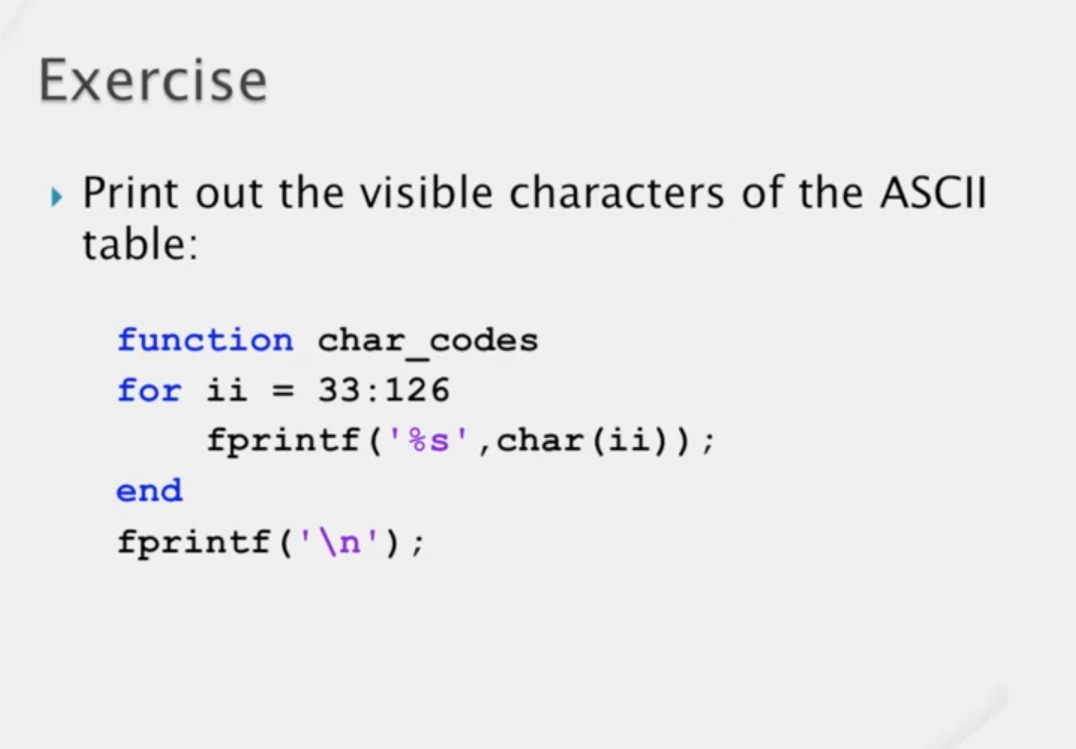 Exercise
Print out the visible characters of the ASCII
table:
function char_codes
for ii = 33:126
    fprintf('%s',char(ii));
end
fprintf('\n');